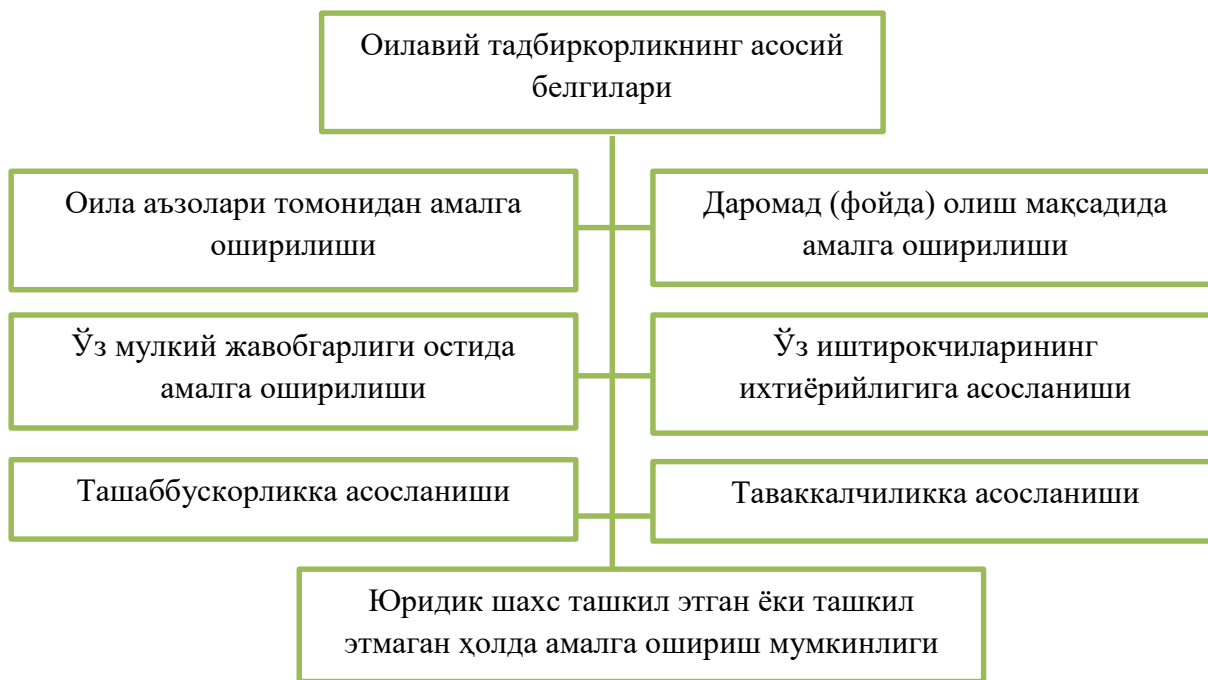 Оилавий тадбиркорликнинг асосий
белгилари
Оила аъзолари томонидан амалга
оширилиши
Даромад (фойда) олиш мақсадида
амалга оширилиши
Ўз мулкий жавобгарлиги остида
амалга оширилиши
Ўз иштирокчиларининг
ихтиёрийлигига асосланиши
Ташаббускорликка асосланиши
Таваккалчиликка асосланиши
Юридик шахс ташкил этган ёки ташкил
этмаган ҳолда амалга ошириш мумкинлиги